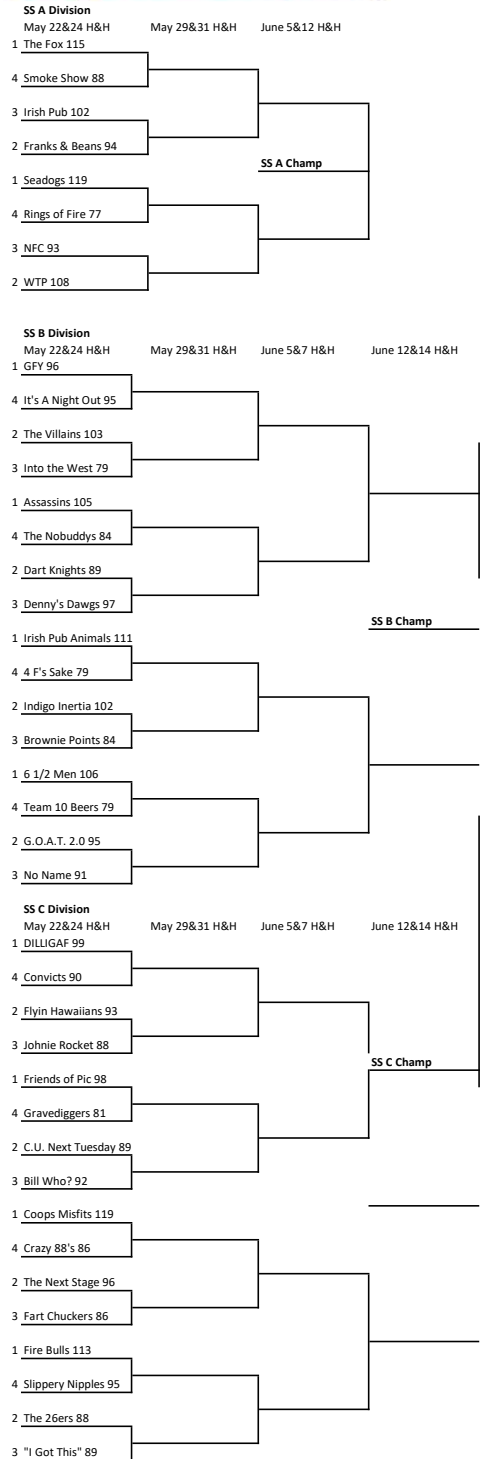 SS A Division
May 22&24 H&H May 29&31 H&H June 5&12 H&H
1 The Fox 115
4 Smoke Show 88
3 Irish Pub 102
2 Franks & Beans 94
SS A Champ
1 Seadogs 119
4 Rings of Fire 77
3 NFC 93
2 WTP 108
SS B Division
May 22&24 H&H May 29&31 H&H June 5&7 H&H June 12&14 H&H
1 GFY 96
4 It's A Night Out 95
2 The Villains 103
3 Into the West 79
1 Assassins 105
4 The Nobuddys 84
2 Dart Knights 89
3 Denny's Dawgs 97
SS B Champ
1 Irish Pub Animals 111
4 4 F's Sake 79
2 Indigo Inertia 102
3 Brownie Points 84
1 6 1/2 Men 106
4 Team 10 Beers 79
2 G.O.A.T. 2.0 95
3 No Name 91
SS C Division
May 22&24 H&H May 29&31 H&H June 5&7 H&H June 12&14 H&H
1 DILLIGAF 99
4 Convicts 90
2 Flyin Hawaiians 93
3 Johnie Rocket 88
SS C Champ
1 Friends of Pic 98
4 Gravediggers 81
2 C.U. Next Tuesday 89
3 Bill Who? 92
1 Coops Misfits 119
4 Crazy 88's 86
2 The Next Stage 96
3 Fart Chuckers 86
1 Fire Bulls 113
4 Slippery Nipples 95
2 The 26ers 88
3 "I Got This" 89